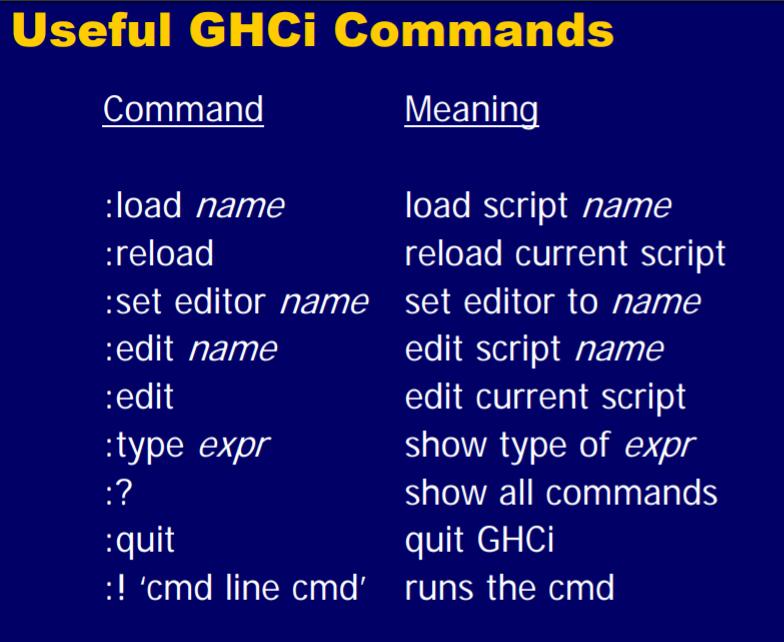 Useful GHCi Commands
Command Meaning
:load name load script name
:reload reload current script
:set editor name set editor to name
:edit name edit script name
:edit edit current script
:type expr show type of expr
:? show all commands
:quit quit GHCi
:! ‘cmd line cmd’ runs the cmd